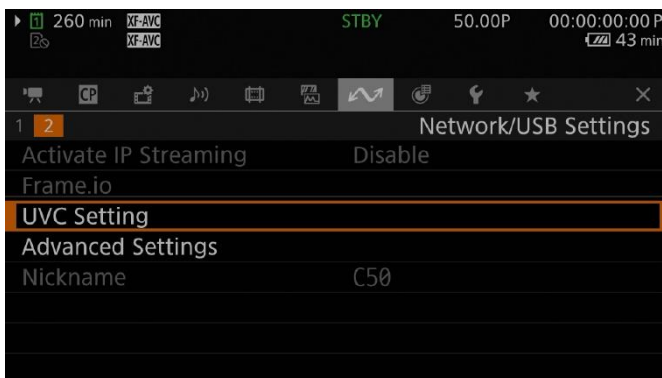 1 260 min XF-AVC STBY 50.00P 00:00:00:00 P
2 XF-AVC 43 min
CP
1 2 Network/USB Settings
Activate IP Streaming Disable
Frame.io
UVC Setting
Advanced Settings
Nickname C50